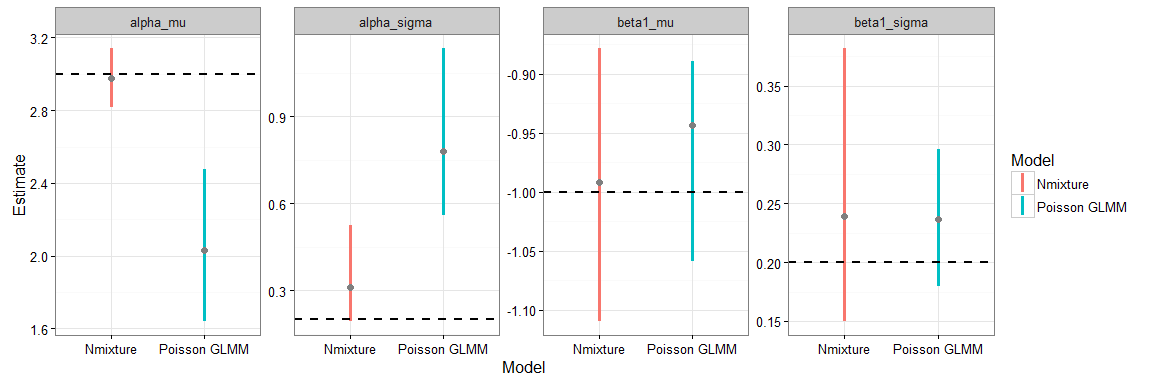 alpha_mu
alpha_sigma
beta1_mu
beta1_sigma
Estimate
3.2
2.8
2.4
2.0
1.6
0.9
0.6
0.3
-0.90
-0.95
-1.00
-1.05
-1.10
0.35
0.30
0.25
0.20
0.15
Nmixture Poisson GLMM
Nmixture Poisson GLMM
Nmixture Poisson GLMM
Nmixture Poisson GLMM
Model
Model
Nmixture
Poisson GLMM